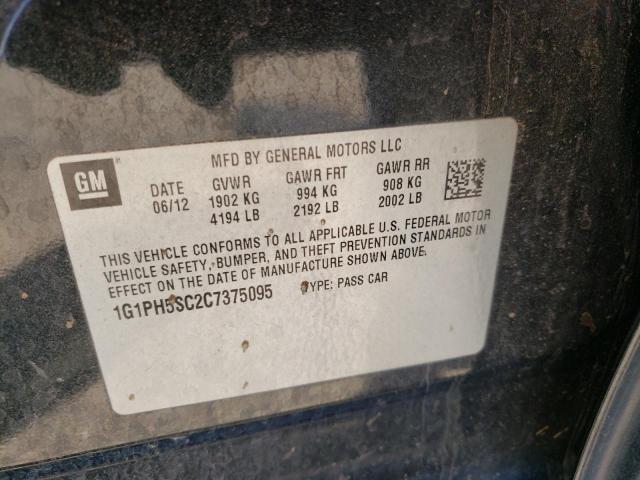 GM
MFD BY GENERAL MOTORS LLC
DATE GVWR GAWR FRT GAWR RR
06/12 1902 KG 994 KG 908 KG
4194 LB 2192 LB 2002 LB
THIS VEHICLE CONFORMS TO ALL APPLICABLE U.S. FEDERAL MOTOR
VEHICLE SAFETY, BUMPER, AND THEFT PREVENTION STANDARDS IN
EFFECT ON THE DATE OF MANUFACTURE SHOWN ABOVE.
1G1PH5SC2C7375095 TYPE: PASS CAR